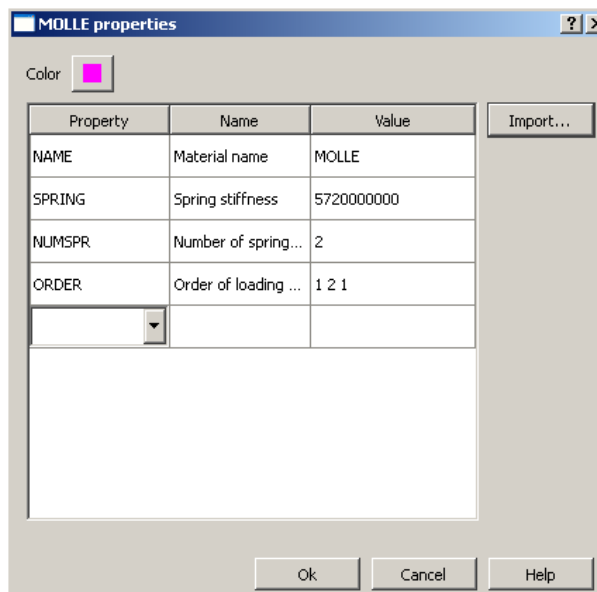 MOLLE properties
Color
Property Name Value
Import...
NAME Material name MOLLE
SPRING Spring stiffness 5720000000
NUMSPR Number of spring... 2
ORDER Order of loading ... 1 2 1
Ok Cancel Help